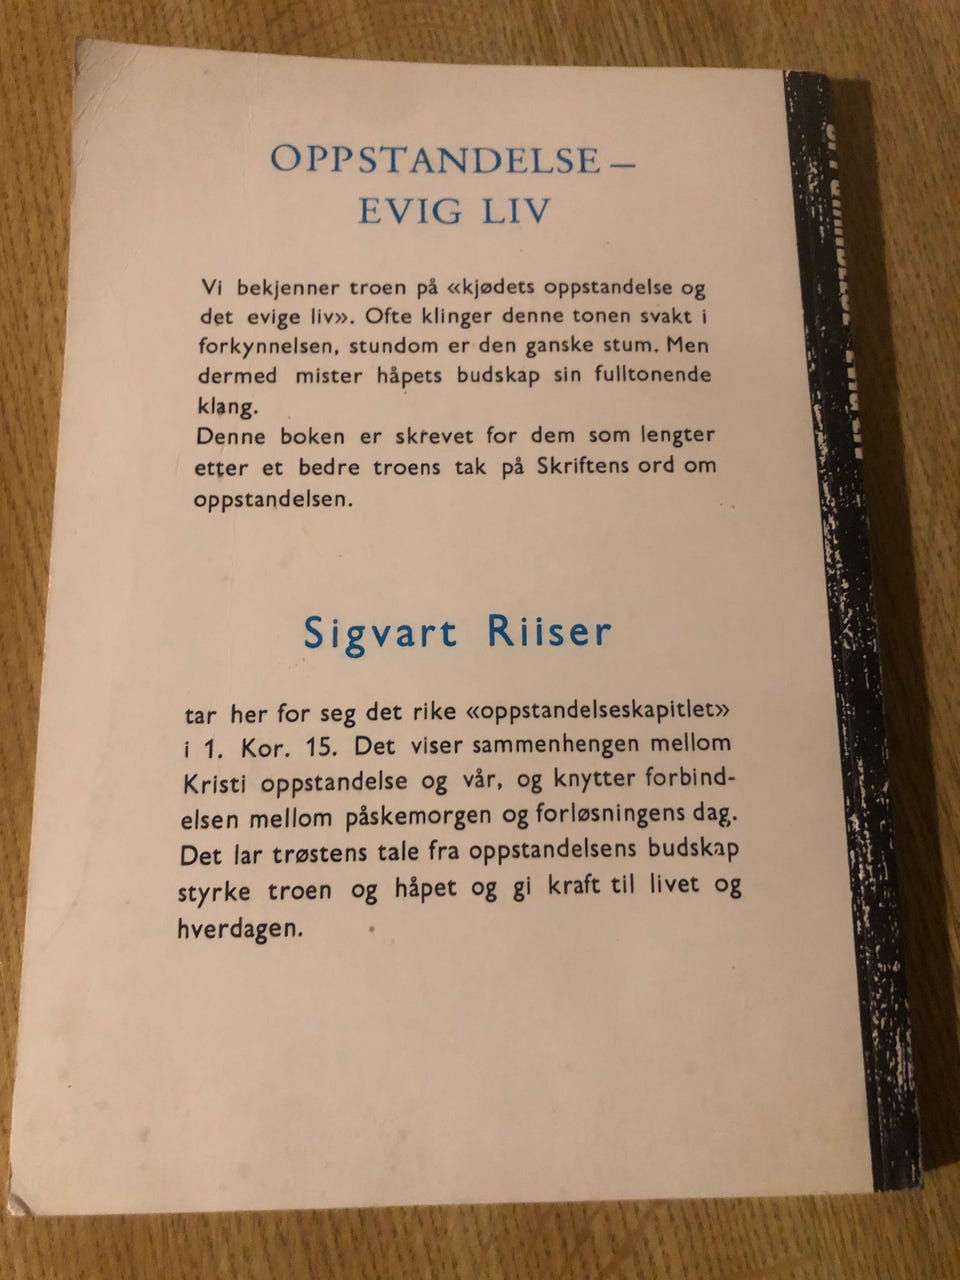 OPPSTANDELSE –
EVIG LIV
Vi bekjenner troen på «kjødets oppstandelse og
det evige liv». Ofte klinger denne tonen svakt i
forkynnelsen, stundom er den ganske stum. Men
dermed mister håpets budskap sin fulltonende
klang.
Denne boken er skrevet for dem som lengter
etter et bedre troens tak på Skriftens ord om
oppstandelsen.
Sigvart Riiser
tar her for seg det rike «oppstandelseskapitlet»
i 1. Kor. 15. Det viser sammenhengen mellom
Kristi oppstandelse og vår, og knytter forbind-
elsen mellom påskemorgen og forløsningens dag.
Det lar trøstens tale fra oppstandelsens budskap
styrke troen og håpet og gi kraft til livet og
hverdagen.